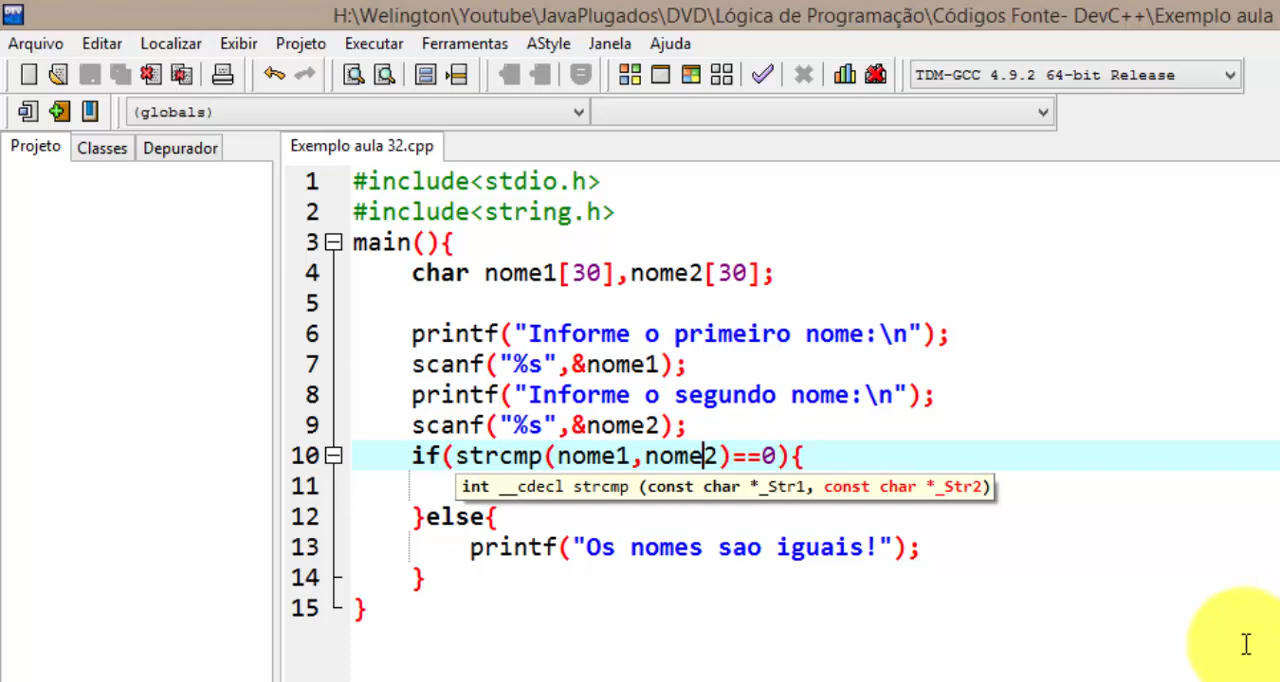 DEV
H:\Welington\Youtube\JavaPlugados\DVD\Lógica de Programação\Códigos Fonte- DevC++\Exemplo aula
Arquivo Editar Localizar Exibir Projeto Executar Ferramentas AStyle Janela Ajuda
TDM-GCC 4.9.2 64-bit Release
(globals)
Projeto Classes Depurador Exemplo aula 32.cpp
1 #include<stdio.h>
2 #include<string.h>
3 main(){
4 char nome1[30],nome2[30];
5
6 printf("Informe o primeiro nome:\n");
7 scanf("%s",&nome1);
8 printf("Informe o segundo nome:\n");
9 scanf("%s",&nome2);
10 if(strcmp(nome1,nome2)==0){
11 int __cdecl strcmp (const char *_Str1, const char *_Str2)
12 }else{
13 printf("Os nomes sao iguais!");
14 }
15 }